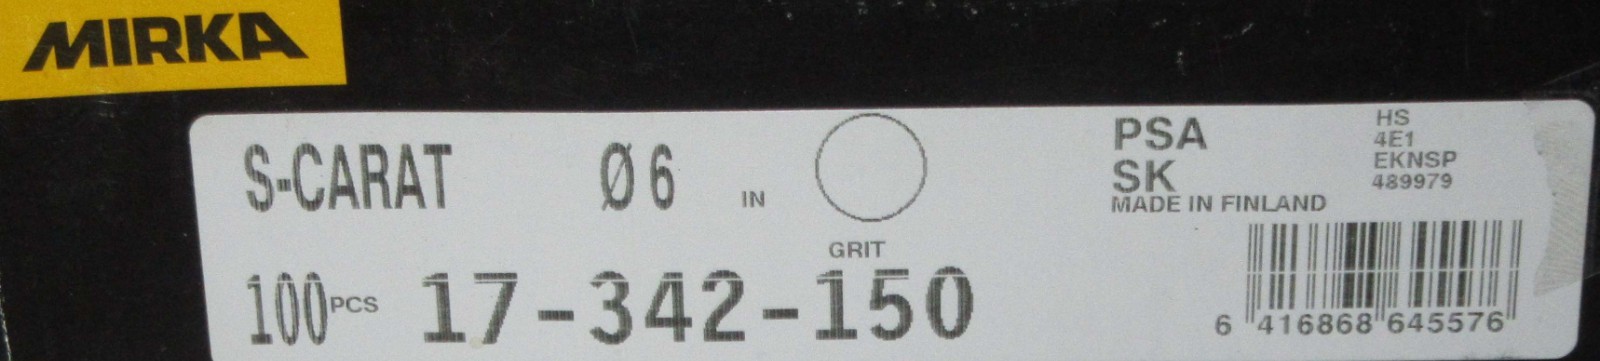 MIRKA
S-CARAT Ø 6 IN
PSA
SK
MADE IN FINLAND
HS
4E1
EKNSP
489979
GRIT
100 PCS 17-342-150
6 416868 645576